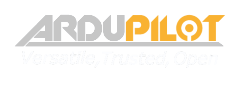 ARDUPILOT
Versatile, Trusted, Open